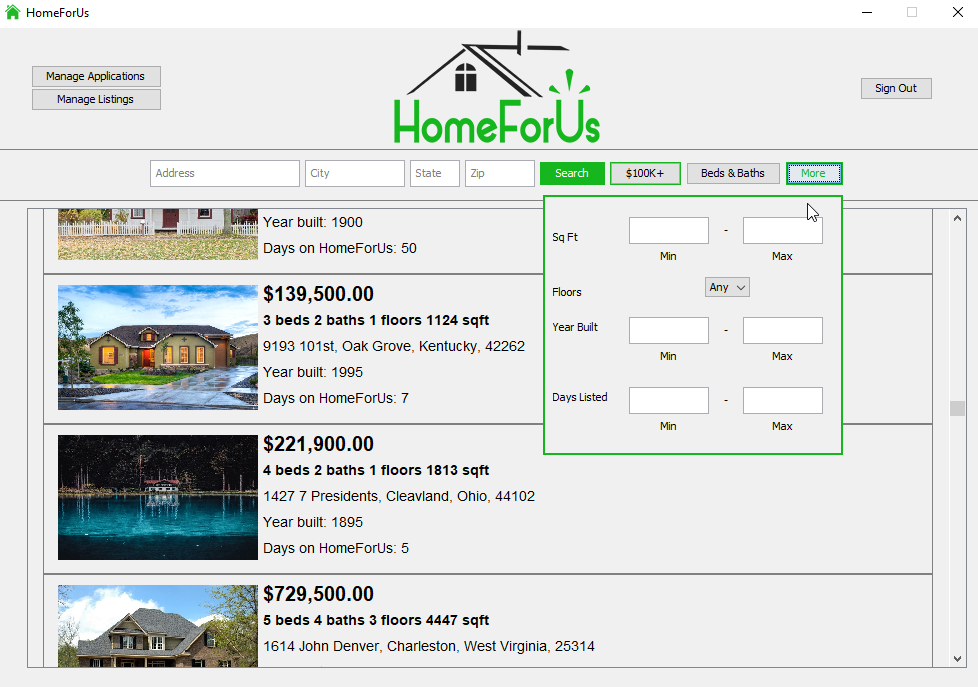 HomeForUs
Manage Applications
Manage Listings
HomeForUs
Sign Out
Address City State Zip Search $100K+ Beds & Baths More
Year built: 1900
Days on HomeForUs: 50
$139,500.00
3 beds 2 baths 1 floors 1124 sqft
9193 101st, Oak Grove, Kentucky, 42262
Year built: 1995
Days on HomeForUs: 7
$221,900.00
4 beds 2 baths 1 floors 1813 sqft
1427 7 Presidents, Cleavland, Ohio, 44102
Year built: 1895
Days on HomeForUs: 5
$729,500.00
5 beds 4 baths 3 floors 4447 sqft
1614 John Denver, Charleston, West Virginia, 25314
Sq Ft -
Min Max
Floors Any
Year Built -
Min Max
Days Listed -
Min Max